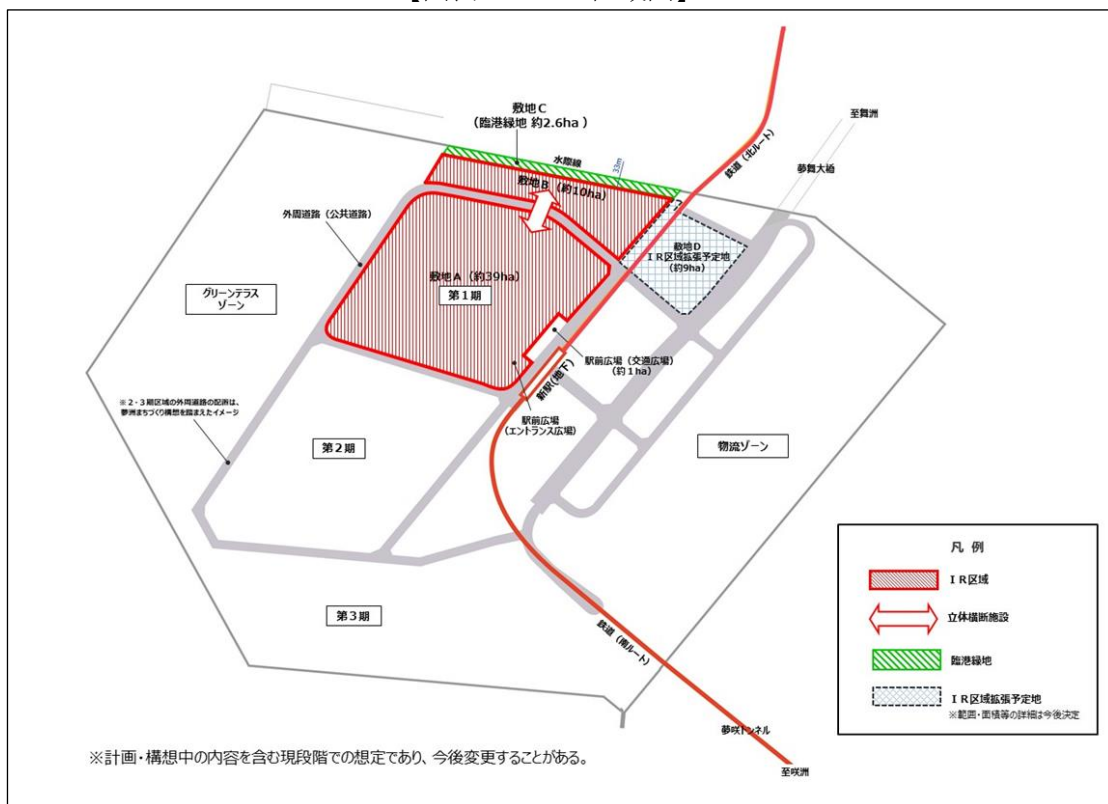 敷地C
（臨港緑地 約2.6ha ）
水際線
33m
敷地B（約10ha）
鉄道（北ルート）
至舞洲
夢舞大橋
外周道路（公共道路）
敷地A（約39ha）
第１期
敷地D
ＩＲ区域拡張予定地
（約9ha）
グリーンテラス
ゾーン
駅前広場（交通広場）
（約１ha）
新駅（地下）
駅前広場
（エントランス広場）
※２・３期区域の外周道路の配置は、
夢洲まちづくり構想を踏まえたイメージ
第２期
物流ゾーン
第３期
鉄道（南ルート）
夢咲トンネル
至咲洲
凡 例
ＩＲ区域
立体横断施設
臨港緑地
ＩＲ区域拡張予定地
※範囲・面積等の詳細は今後決定
※計画・構想中の内容を含む現段階での想定であり、今後変更することがある。